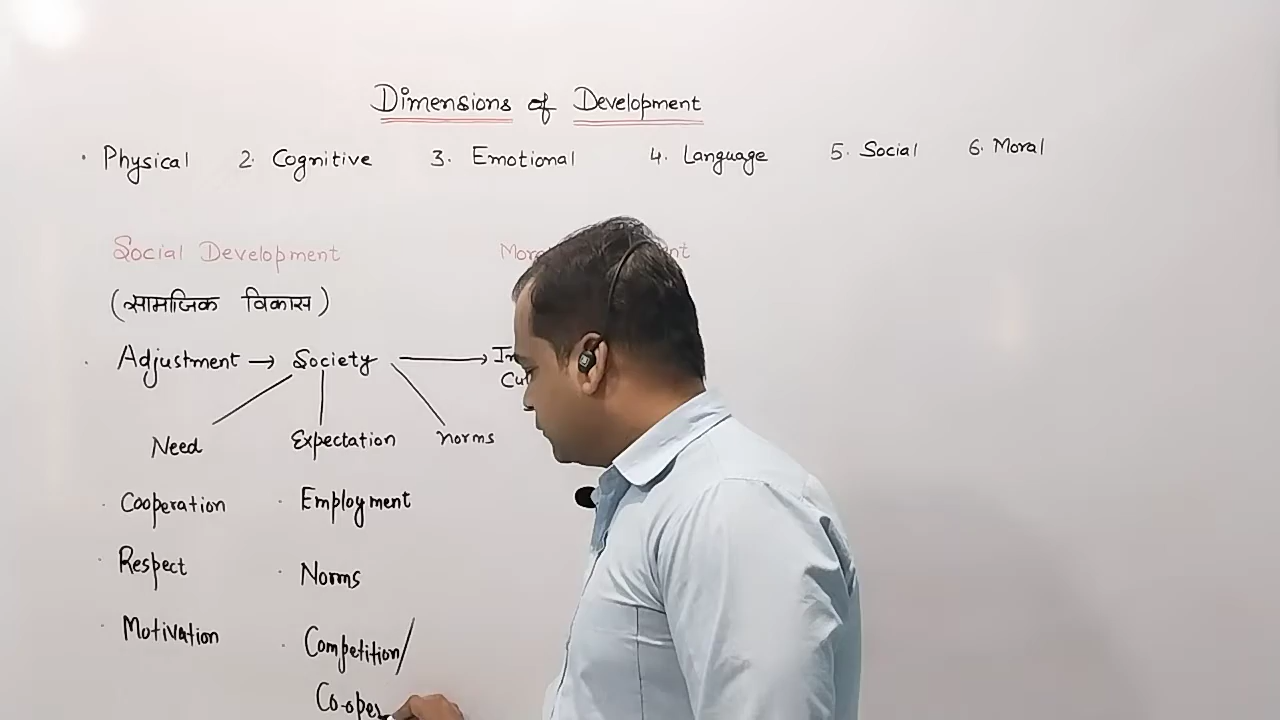 Dimensions of Development
· Physical 2. Cognitive 3. Emotional 4. Language 5. Social 6. Moral
Social Development
(सामाजिक विकास)
· Adjustment → Society →
Need Expectation norms
· Cooperation · Employment
· Respect · Norms
· Motivation · Competition/
Co-oper